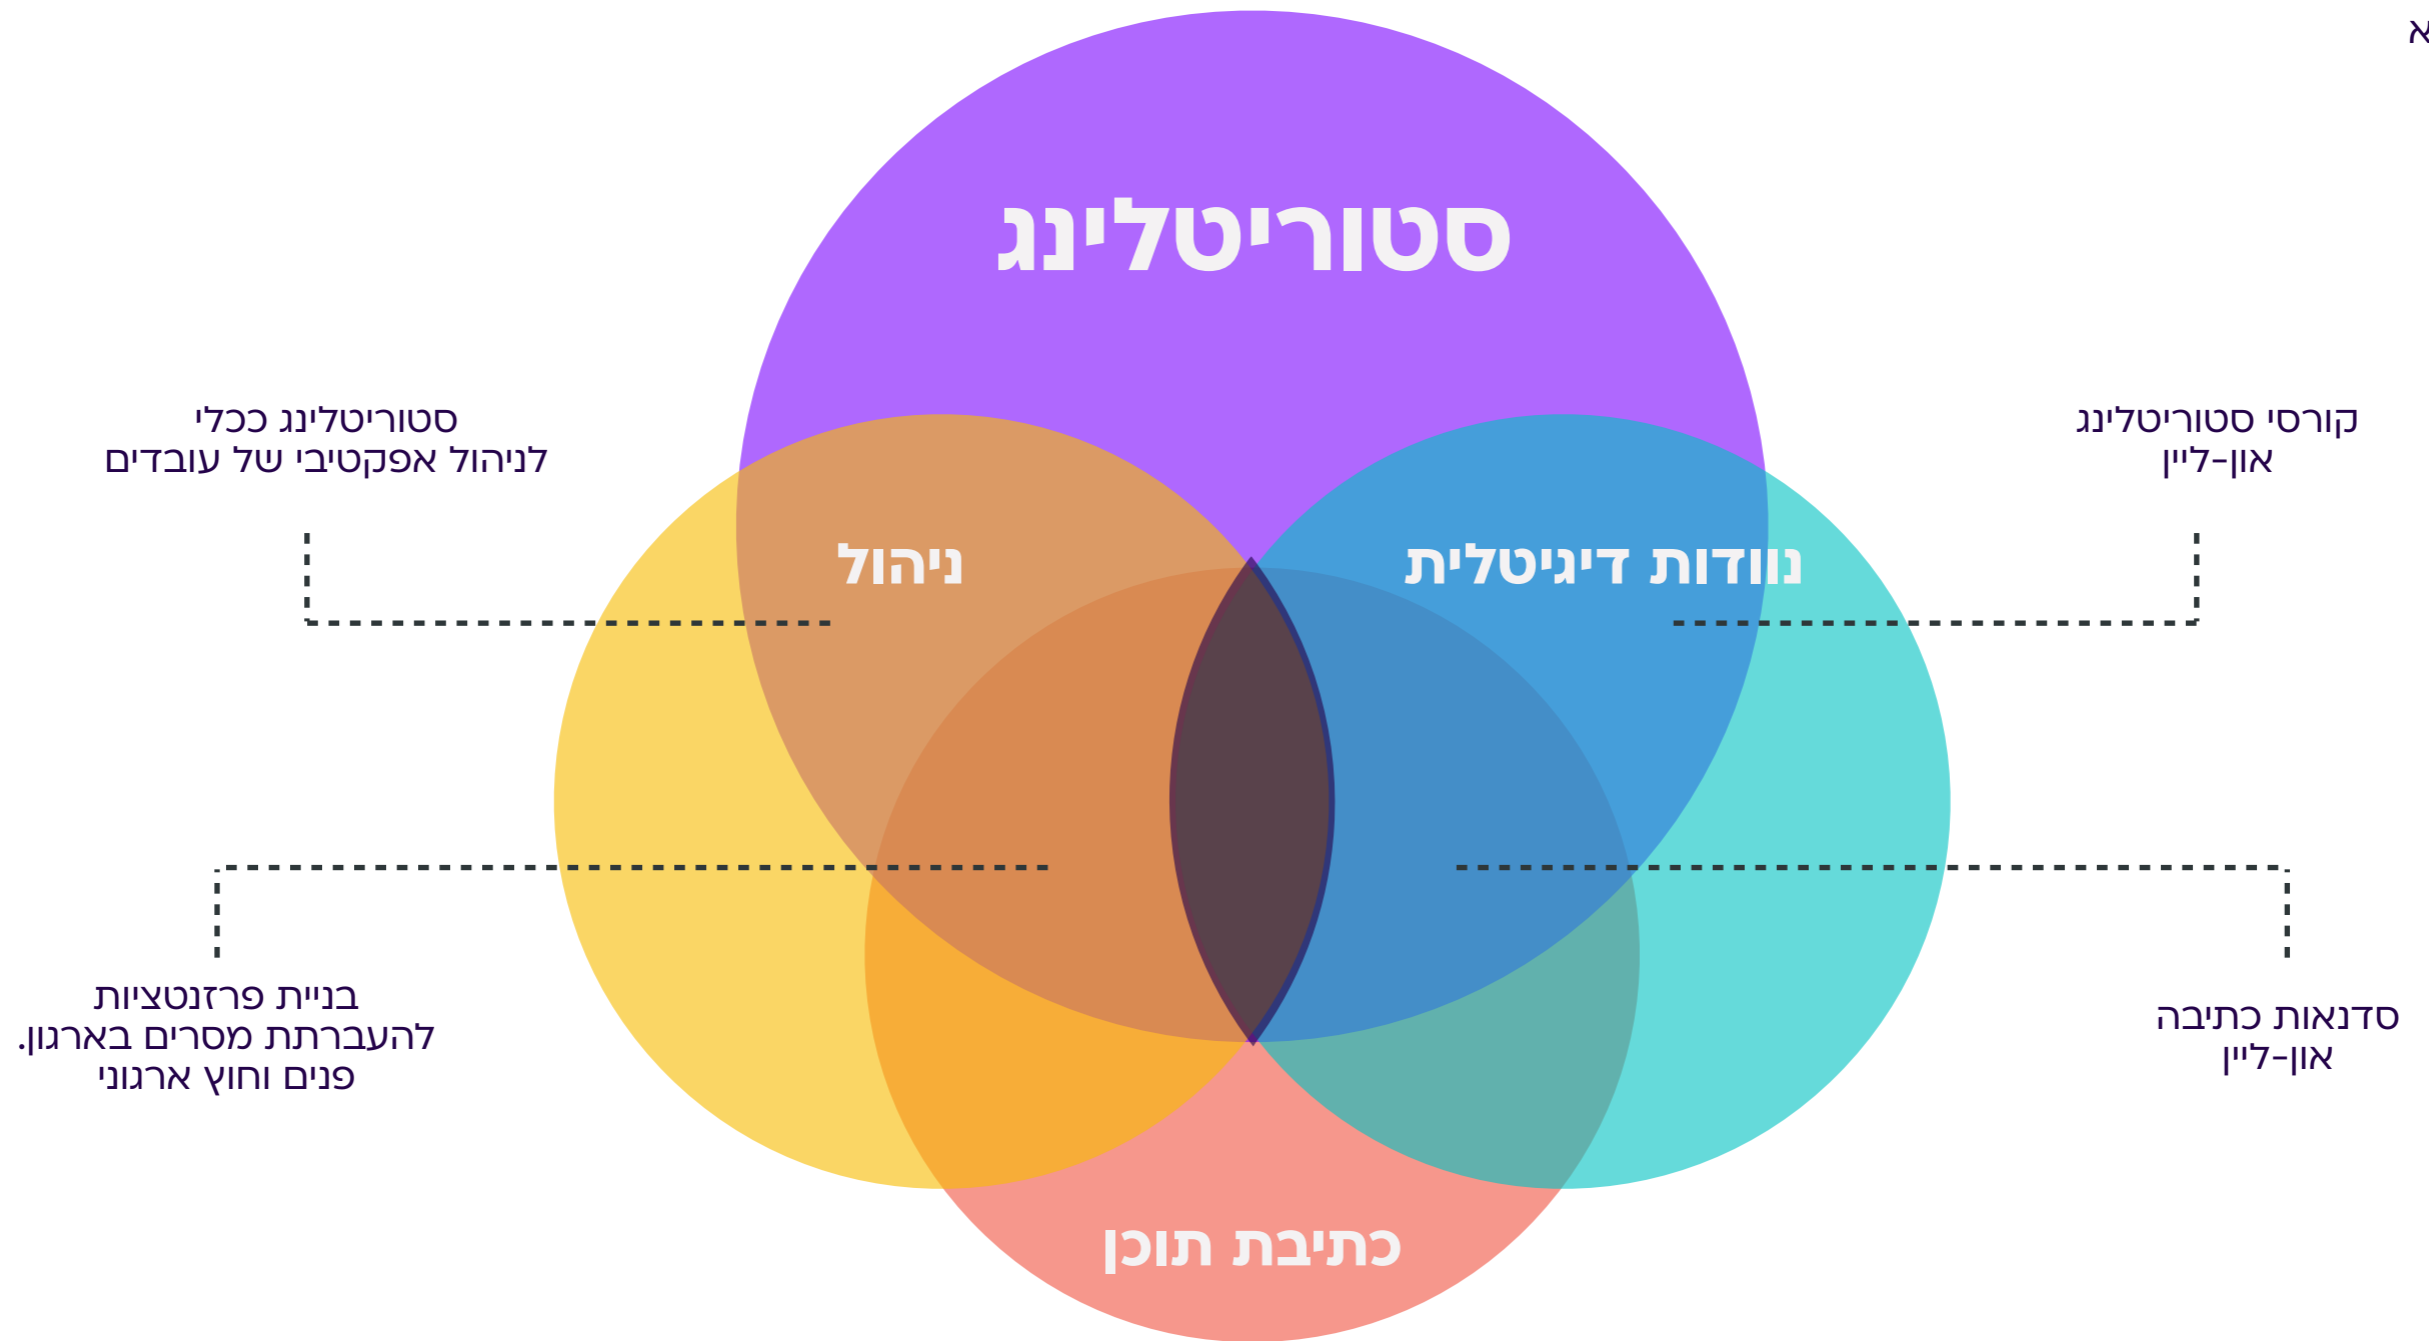 א
סטוריטלינג
קורסי סטוריטלינג
און-ליין
סטוריטלינג ככלי
לניהול אפקטיבי של עובדים
נוודות דיגיטלית
ניהול
סדנאות כתיבה
און-ליין
בניית פרזנטציות
להעברתת מסרים בארגון.
פנים וחוץ ארגוני
כתיבת תוכן